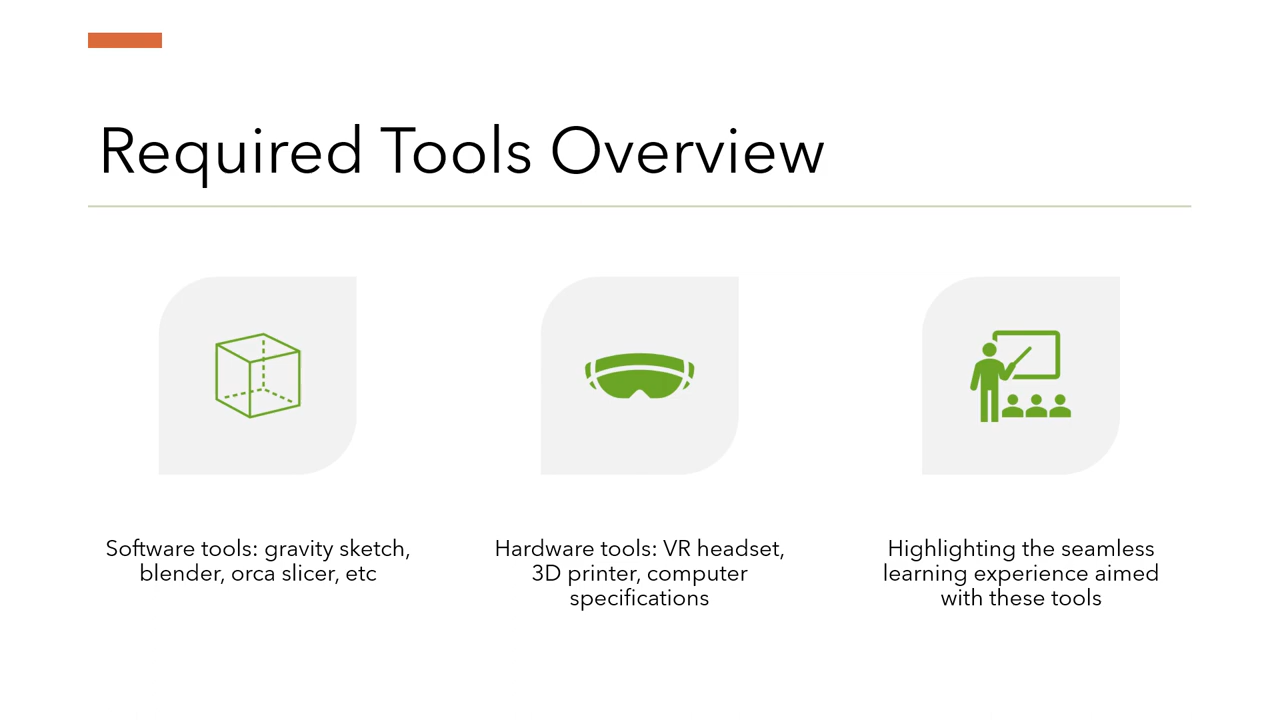 Required Tools Overview
Software tools: gravity sketch,
blender, orca slicer, etc
Hardware tools: VR headset,
3D printer, computer
specifications
Highlighting the seamless
learning experience aimed
with these tools